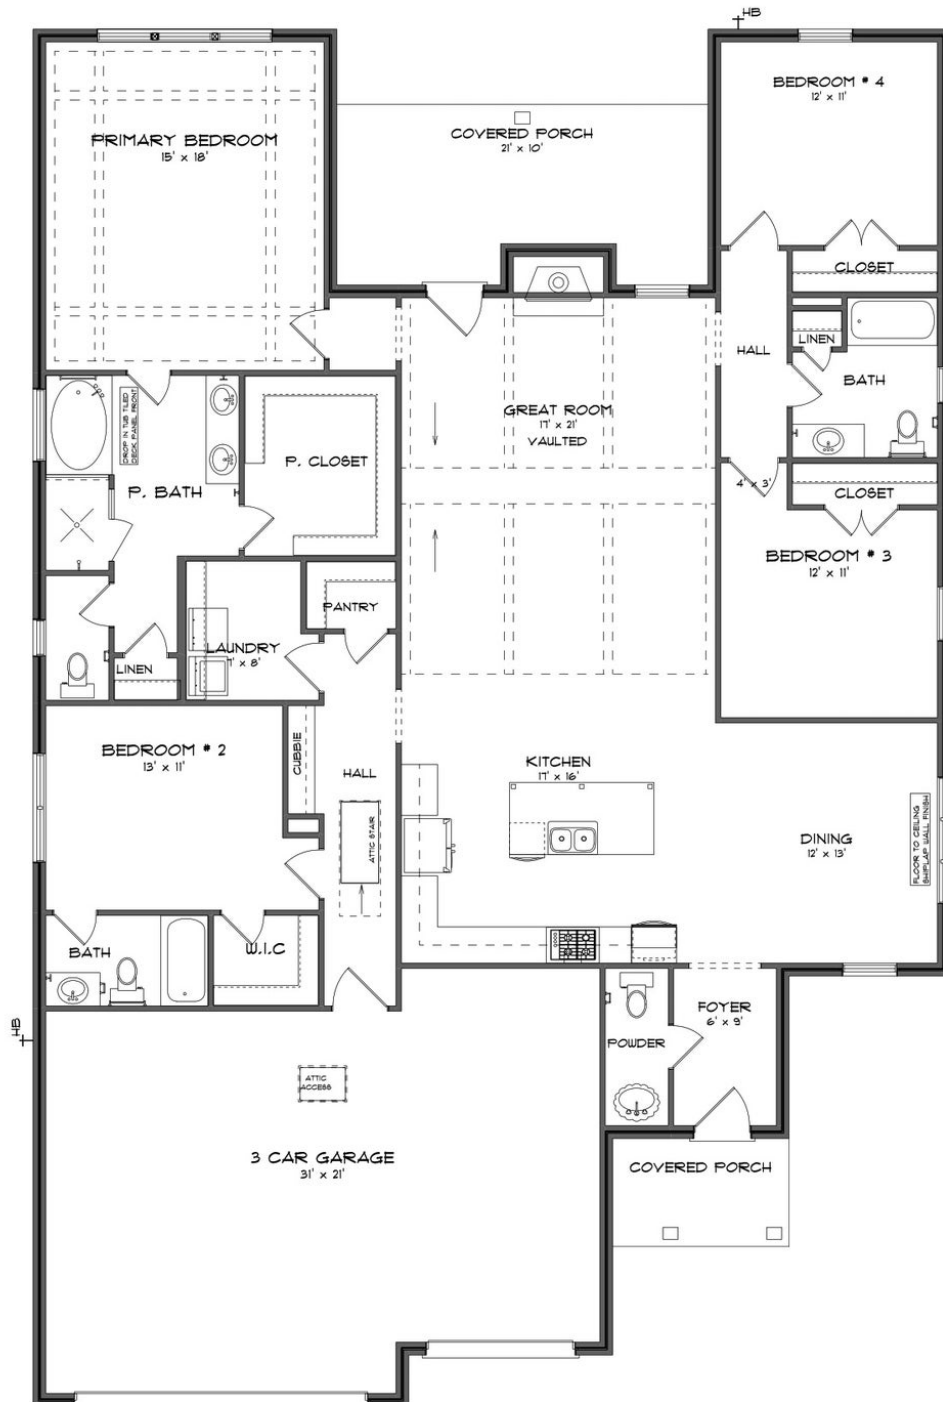 HB
BEDROOM # 4
12' x 11'
PRIMARY BEDROOM
15' x 18'
COVERED PORCH
21' x 10'
CLOSET
LINEN
HALL
BATH
GREAT ROOM
17' x 21'
VAULTED
DROP IN TUB TILED
DECK PANEL FRONT
P. CLOSET
P. BATH
4' x 3'
CLOSET
BEDROOM # 3
12' x 11'
PANTRY
LAUNDRY
7' x 8'
LINEN
BEDROOM # 2
13' x 11'
CUBBIE
HALL
KITCHEN
17' x 16'
ATTIC STAIR
DINING
12' x 13'
FLOOR TO CEILING
SHIPLAP WALL FINISH
BATH
W.I.C
FOYER
6' x 9'
HB
POWDER
ATTIC
ACCESS
3 CAR GARAGE
31' x 21'
COVERED PORCH